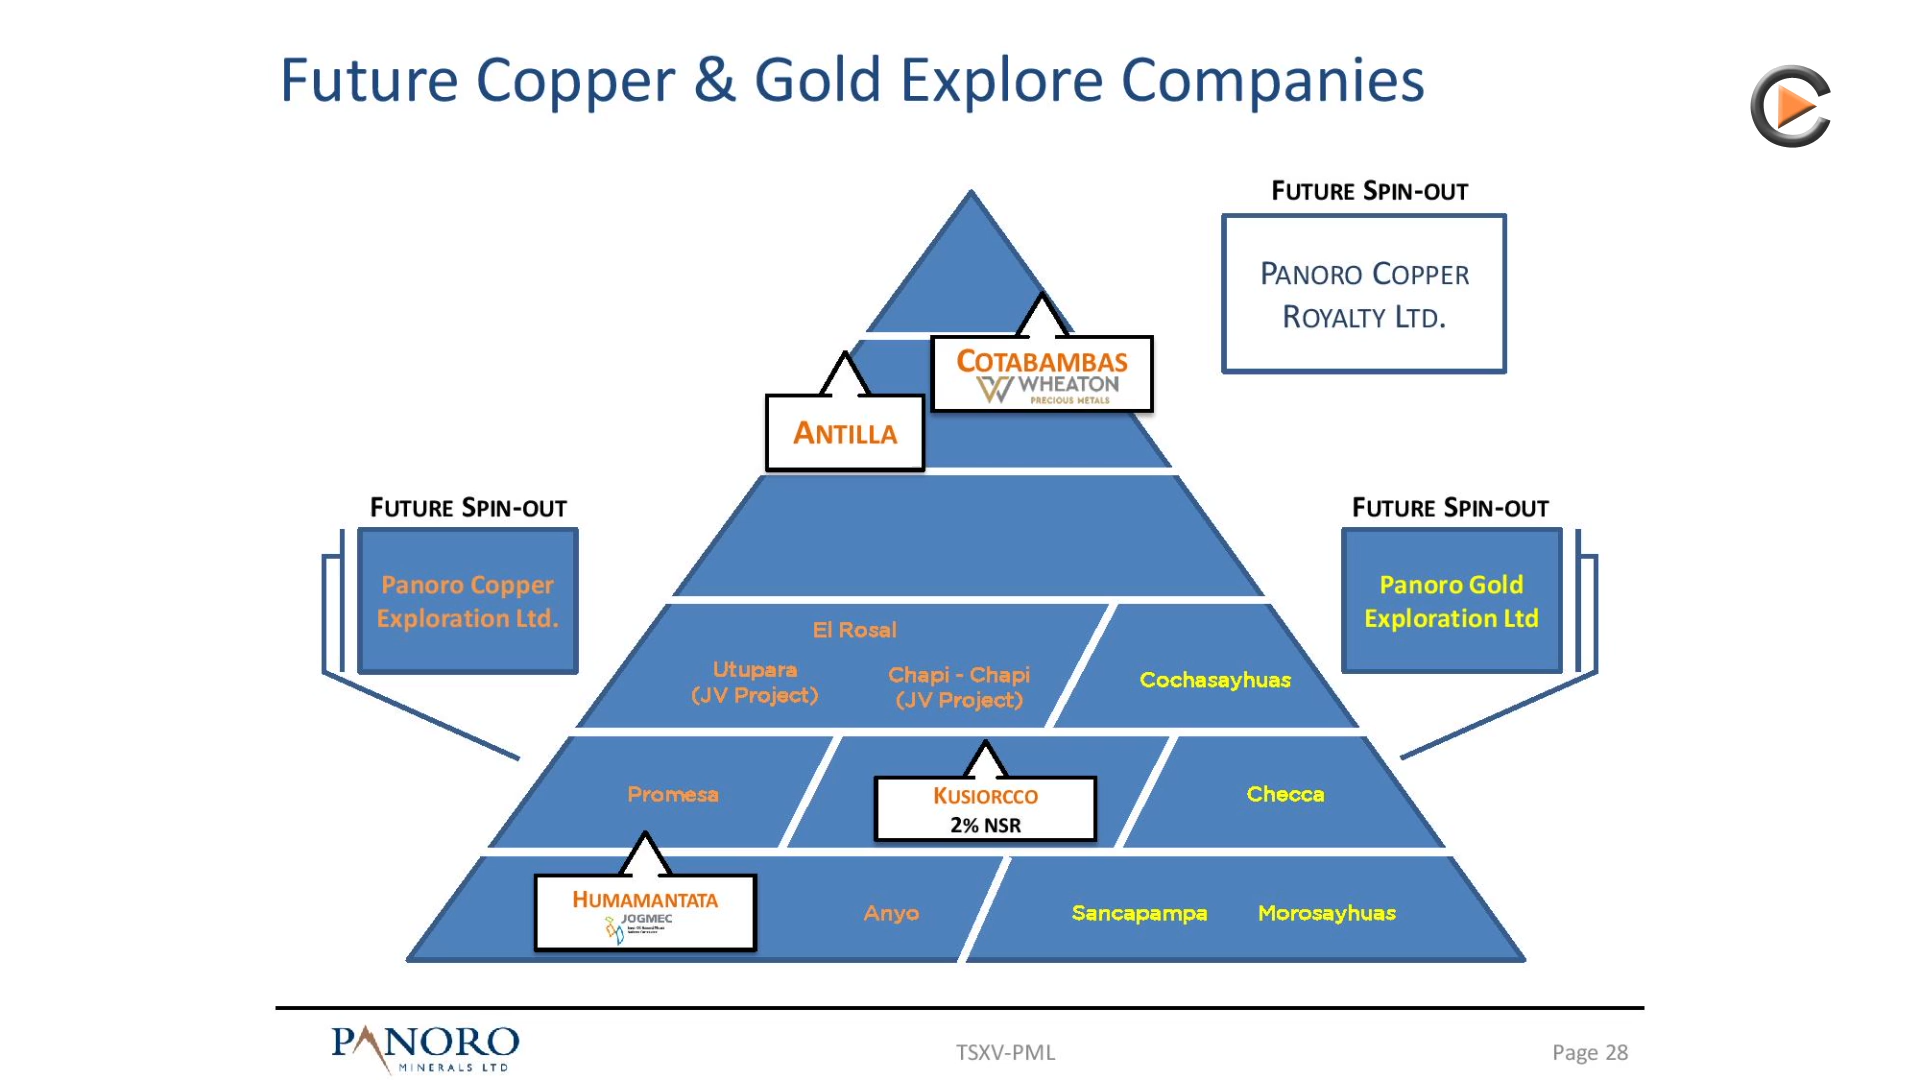 Future Copper & Gold Explore Companies
FUTURE SPIN-OUT
PANORO COPPER
ROYALTY LTD.
COTABAMBAS
WHEATON
PRECIOUS METALS
ANTILLA
FUTURE SPIN-OUT
Panoro Copper
Exploration Ltd.
FUTURE SPIN-OUT
Panoro Gold
Exploration Ltd
El Rosal
Utupara
(JV Project)
Chapi - Chapi
(JV Project)
Cochasayhuas
Promesa
KUSIORCCO
2% NSR
Checca
HUMAMANTATA
JOGMEC
Anyo
Sancapampa
Morosayhuas
PANORO
MINERALS LTD
TSXV-PML
Page 28